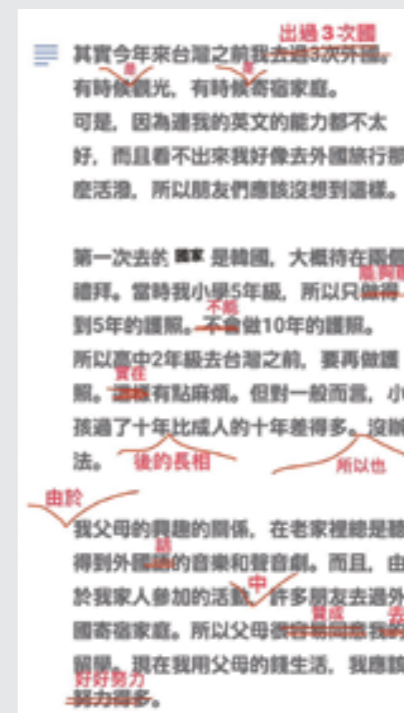 出過3次國
其實今年來台灣之前我去過3次外國。
是 是
有時候觀光，有時候寄宿家庭。
可是，因為連我的英文的能力都不太
好，而且看不出來我好像去外國旅行那
麼活潑，所以朋友們應該沒想到這樣。
第一次去的 國家 是韓國，大概待在兩個
禮拜。當時我小學5年級，所以只做得
不能
到5年的護照。不會做10年的護照。
所以高中2年級去台灣之前，要再做護
實在
照。這樣有點麻煩。但對一般而言，小
孩過了十年比成人的十年差得多。沒辦
法。 後的長相 所以也
由於
我父母的興趣的關係，在老家裡總是聽
話
得到外國語的音樂和聲音劇。而且，由
中
於我家人參加的活動，許多朋友去過外
贊成 去
國寄宿家庭。所以父母很容易同意我的
留學。現在我用父母的錢生活，我應該
好好努力
努力得多。